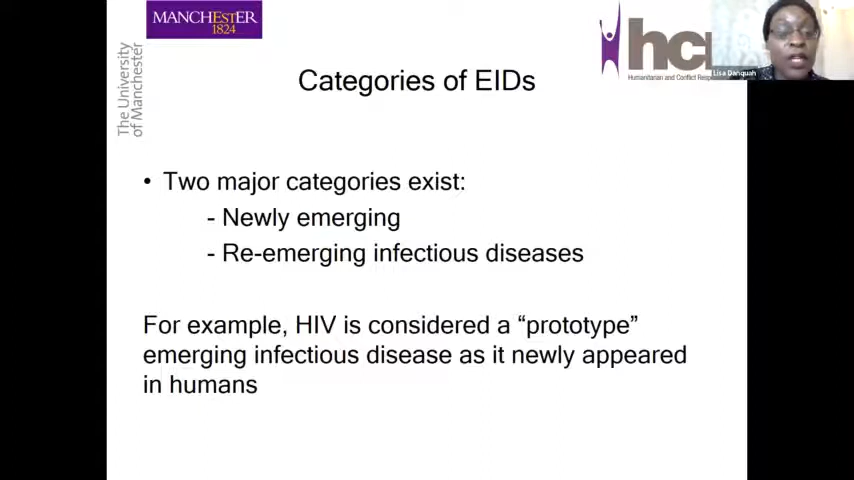 MANCHESTER
1824
The University
of Manchester
hc
Humanitarian and Conflict
Lisa Danquah
Categories of EIDs
• Two major categories exist:
- Newly emerging
- Re-emerging infectious diseases
For example, HIV is considered a “prototype”
emerging infectious disease as it newly appeared
in humans